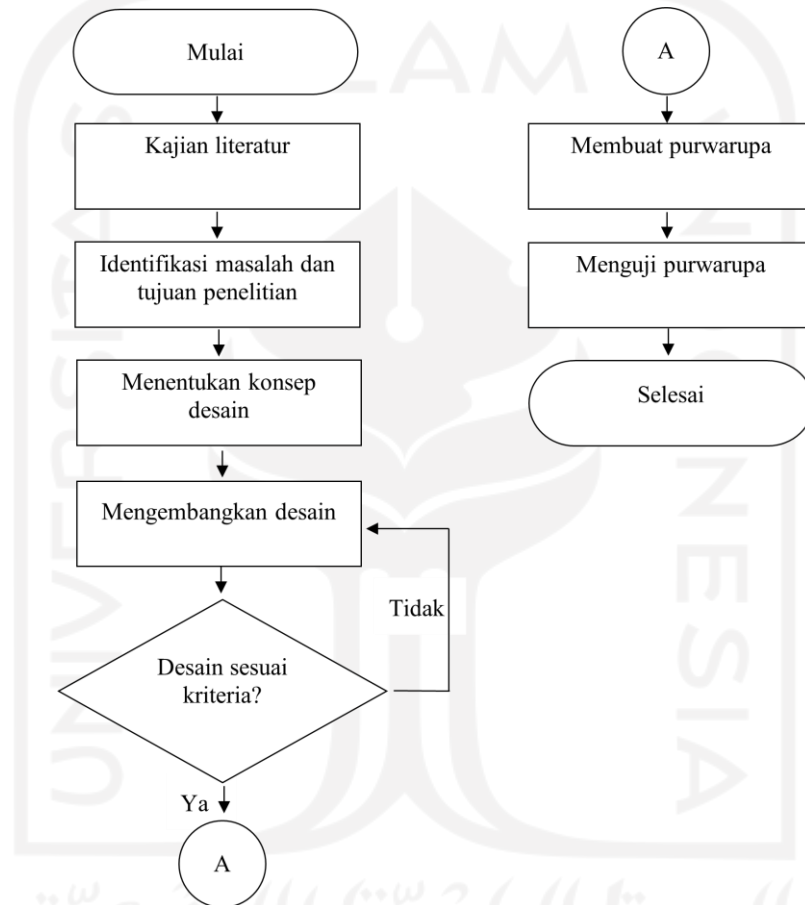 Mulai
Kajian literatur
Identifikasi masalah dan
tujuan penelitian
Menentukan konsep
desain
Mengembangkan desain
Tidak
Desain sesuai
kriteria?
Ya
A
A
Membuat purwarupa
Menguji purwarupa
Selesai
UNIVERSITAS